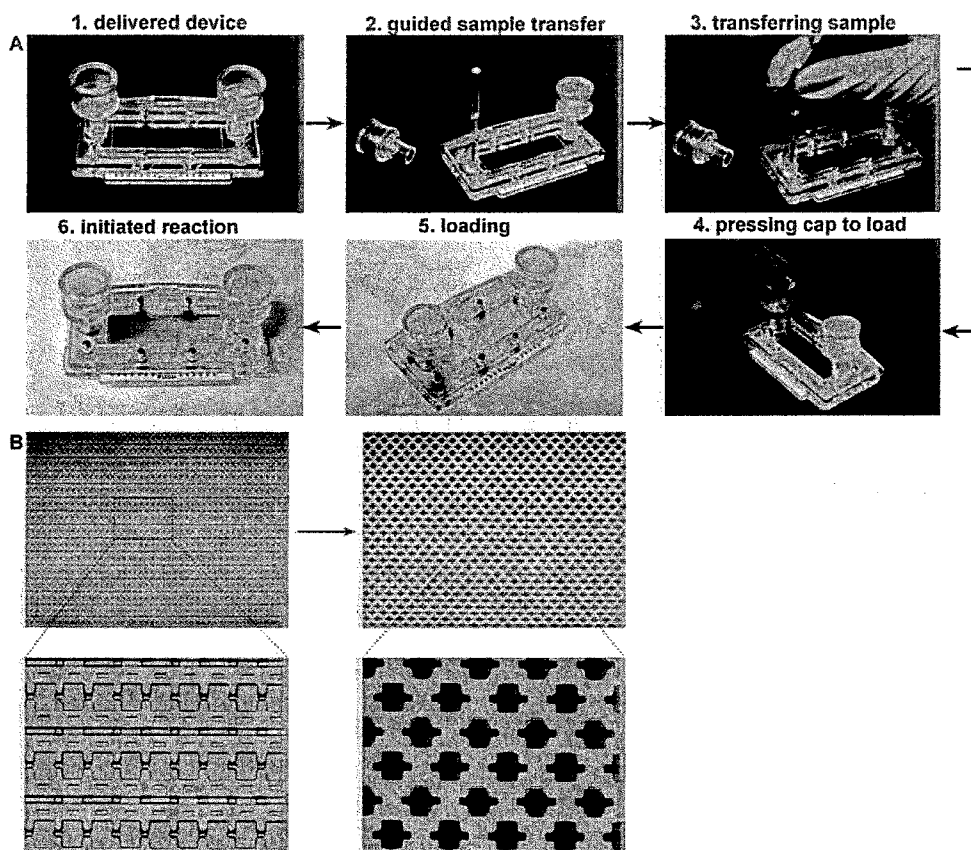 1. delivered device
2. guided sample transfer
3. transferring sample
A
6. initiated reaction
5. loading
4. pressing cap to load
B